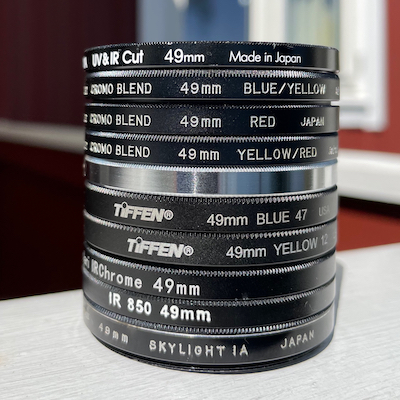 UV&IR Cut 49mm Made in Japan
CROMO BLEND 49mm BLUE/YELLOW
CROMO BLEND 49mm RED JAPAN
CROMO BLEND 49mm YELLOW/RED
TIFFEN® 49mm BLUE 47 USA
TIFFEN® 49mm YELLOW 12
IRChrome 49mm
IR 850 49mm
49mm SKYLIGHT 1A JAPAN